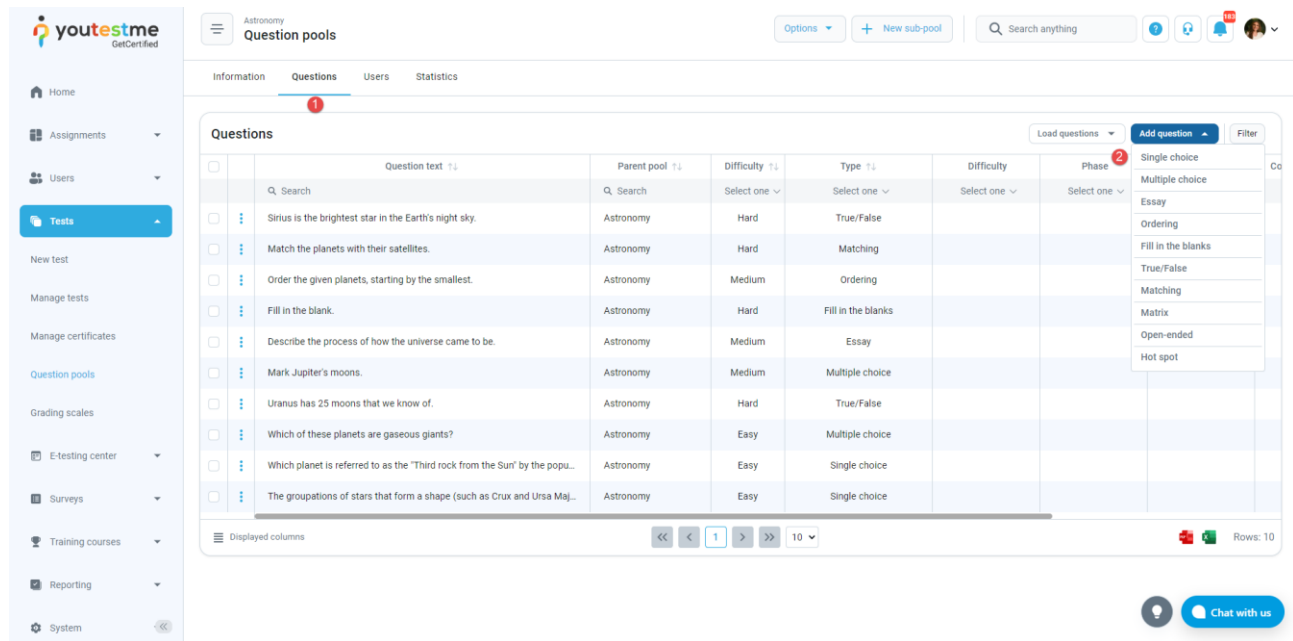 youtestme
GetCertified
Astronomy
Question pools
Options
+ New sub-pool
Search anything
?
183
Home
Assignments
Users
Tests
New test
Manage tests
Manage certificates
Question pools
Grading scales
E-testing center
Surveys
Training courses
Reporting
System
Information Questions Users Statistics
1
Questions
Load questions Add question Filter
2
Single choice
Multiple choice
Essay
Ordering
Fill in the blanks
True/False
Matching
Matrix
Open-ended
Hot spot
Question text Parent pool Difficulty Type Difficulty Phase Co
Search Search Select one Select one Select one Select one
Sirius is the brightest star in the Earth's night sky. Astronomy Hard True/False
Match the planets with their satellites. Astronomy Hard Matching
Order the given planets, starting by the smallest. Astronomy Medium Ordering
Fill in the blank. Astronomy Hard Fill in the blanks
Describe the process of how the universe came to be. Astronomy Medium Essay
Mark Jupiter's moons. Astronomy Medium Multiple choice
Uranus has 25 moons that we know of. Astronomy Hard True/False
Which of these planets are gaseous giants? Astronomy Easy Multiple choice
Which planet is referred to as the "Third rock from the Sun" by the popu... Astronomy Easy Single choice
The groupations of stars that form a shape (such as Crux and Ursa Maj... Astronomy Easy Single choice
Displayed columns
1
10
Rows: 10
Chat with us